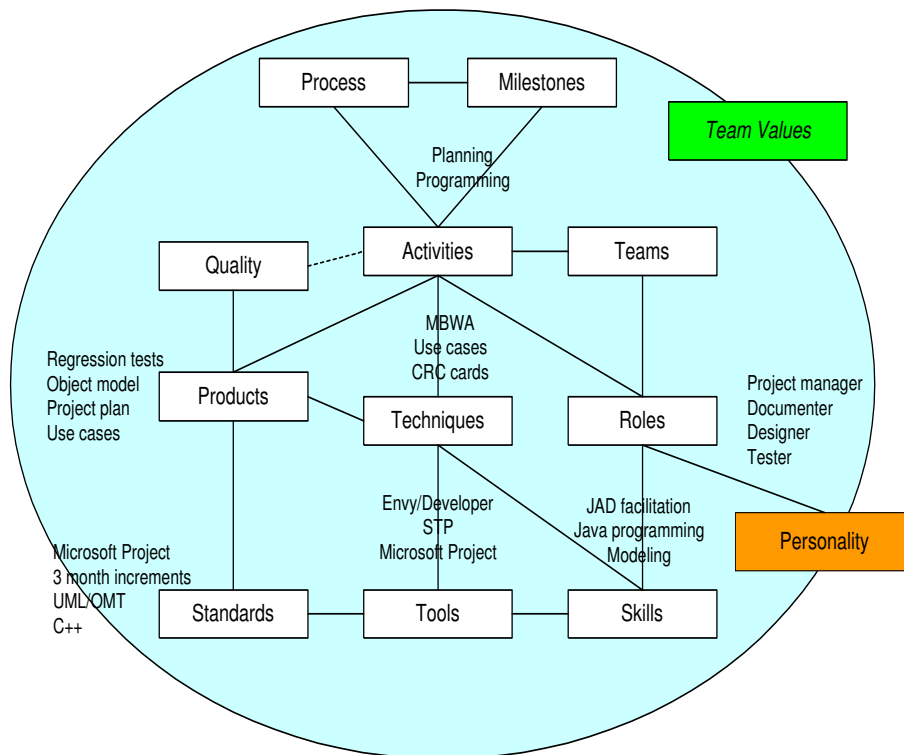 Process
Milestones
Team Values
Planning
Programming
Quality
Activities
Teams
MBWA
Use cases
CRC cards
Regression tests
Object model
Project plan
Use cases
Products
Techniques
Roles
Project manager
Documenter
Designer
Tester
Envy/Developer
STP
Microsoft Project
JAD facilitation
Java programming
Modeling
Personality
Microsoft Project
3 month increments
UML/OMT
C++
Standards
Tools
Skills